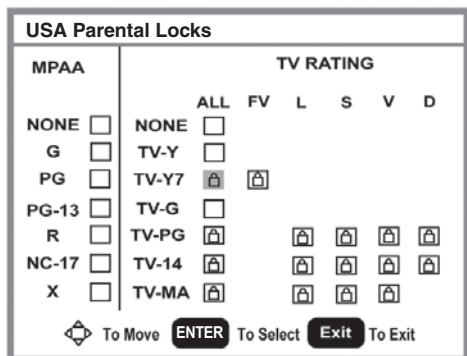 USA Parental Locks
MPAA
TV RATING
ALL FV L S V D
NONE NONE
G TV-Y
PG TV-Y7
PG-13 TV-G
R TV-PG
NC-17 TV-14
X TV-MA
To Move ENTER To Select Exit To Exit